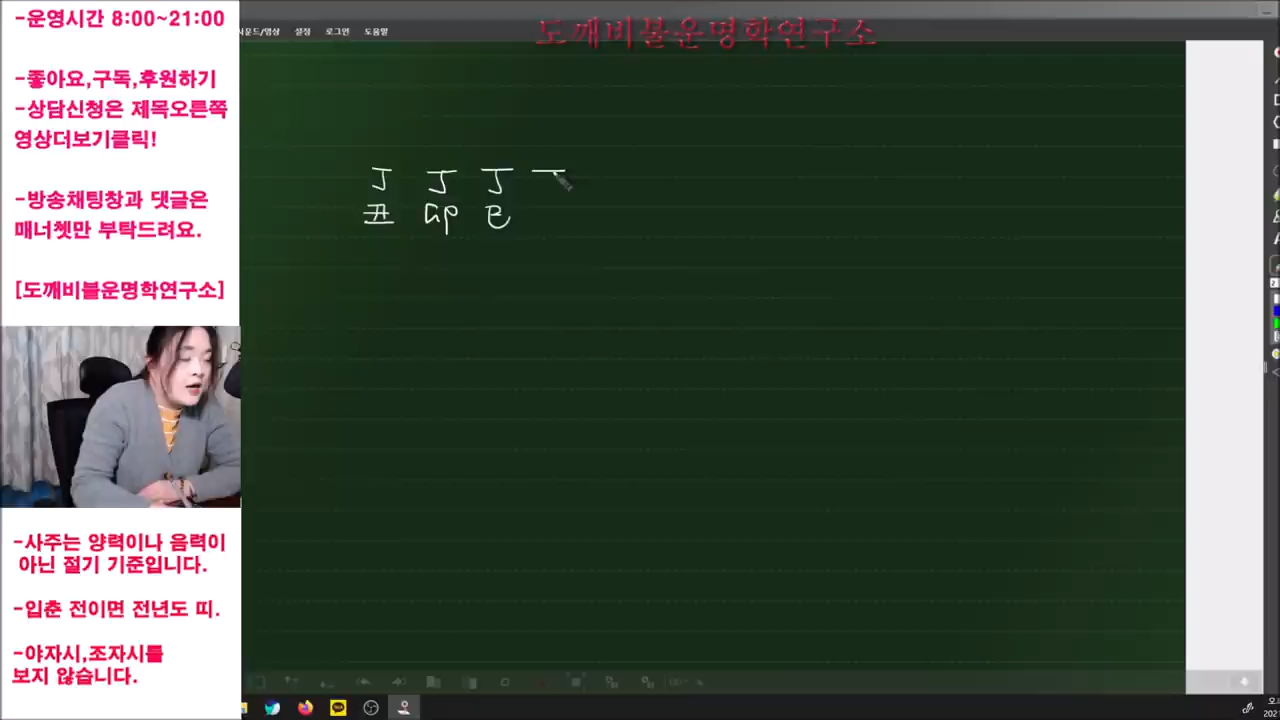 -운영시간 8:00~21:00
-좋아요,구독,후원하기
-상담신청은 제목오른쪽
영상더보기클릭!
-방송채팅창과 댓글은
매너쳇만 부탁드려요.
[도깨비불운명학연구소]
-사주는 양력이나 음력이
아닌 절기 기준입니다.
-입춘 전이면 전년도 띠.
-야자시,조자시를
보지 않습니다.
사운드/영상 설정 로그인 도움말
도깨비불운명학연구소
丁 丁 丁
丑 卯 巳